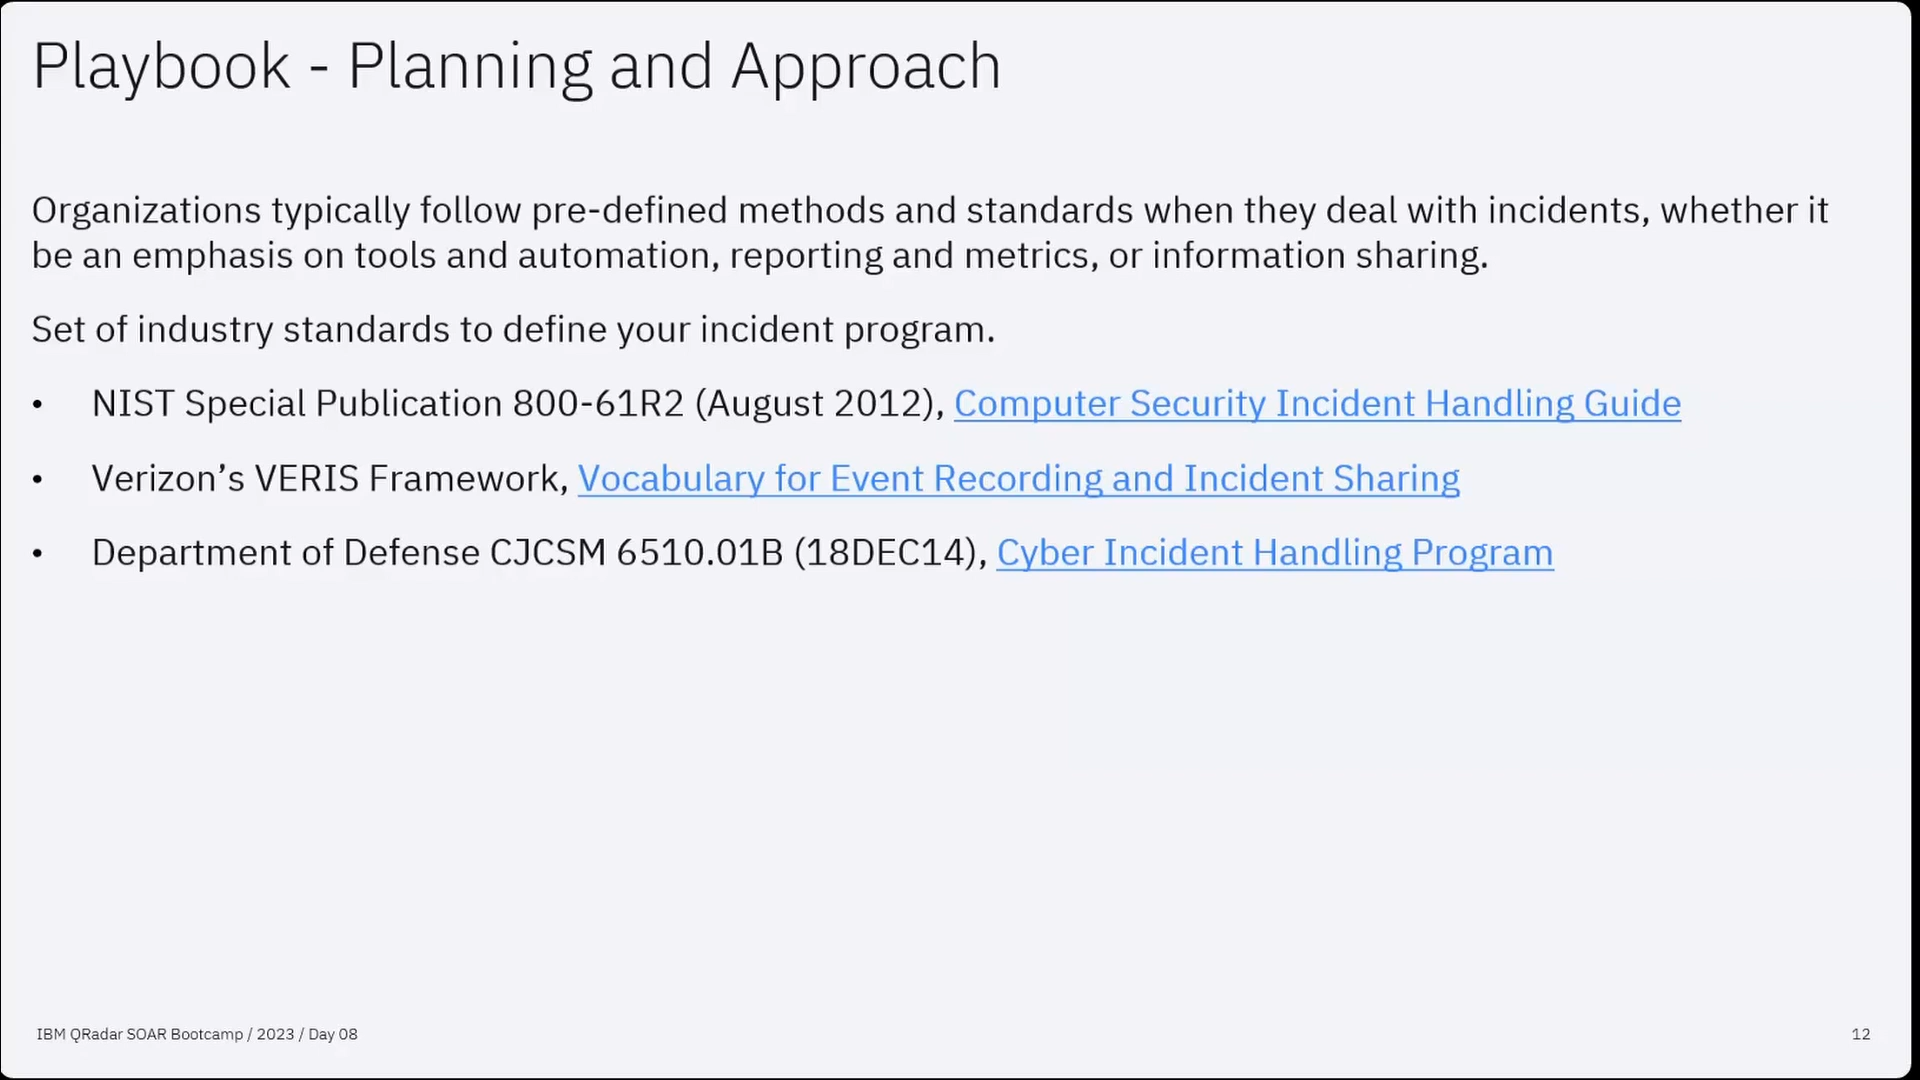 Playbook - Planning and Approach
Organizations typically follow pre-defined methods and standards when they deal with incidents, whether it
be an emphasis on tools and automation, reporting and metrics, or information sharing.
Set of industry standards to define your incident program.
• NIST Special Publication 800-61R2 (August 2012), Computer Security Incident Handling Guide
• Verizon’s VERIS Framework, Vocabulary for Event Recording and Incident Sharing
• Department of Defense CJCSM 6510.01B (18DEC14), Cyber Incident Handling Program
IBM QRadar SOAR Bootcamp / 2023 / Day 08
12